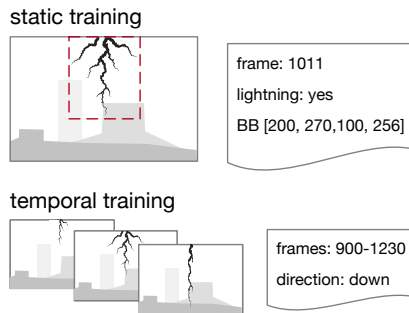 static training
frame: 1011
lightning: yes
BB [200, 270,100, 256]
temporal training
frames: 900-1230
direction: down